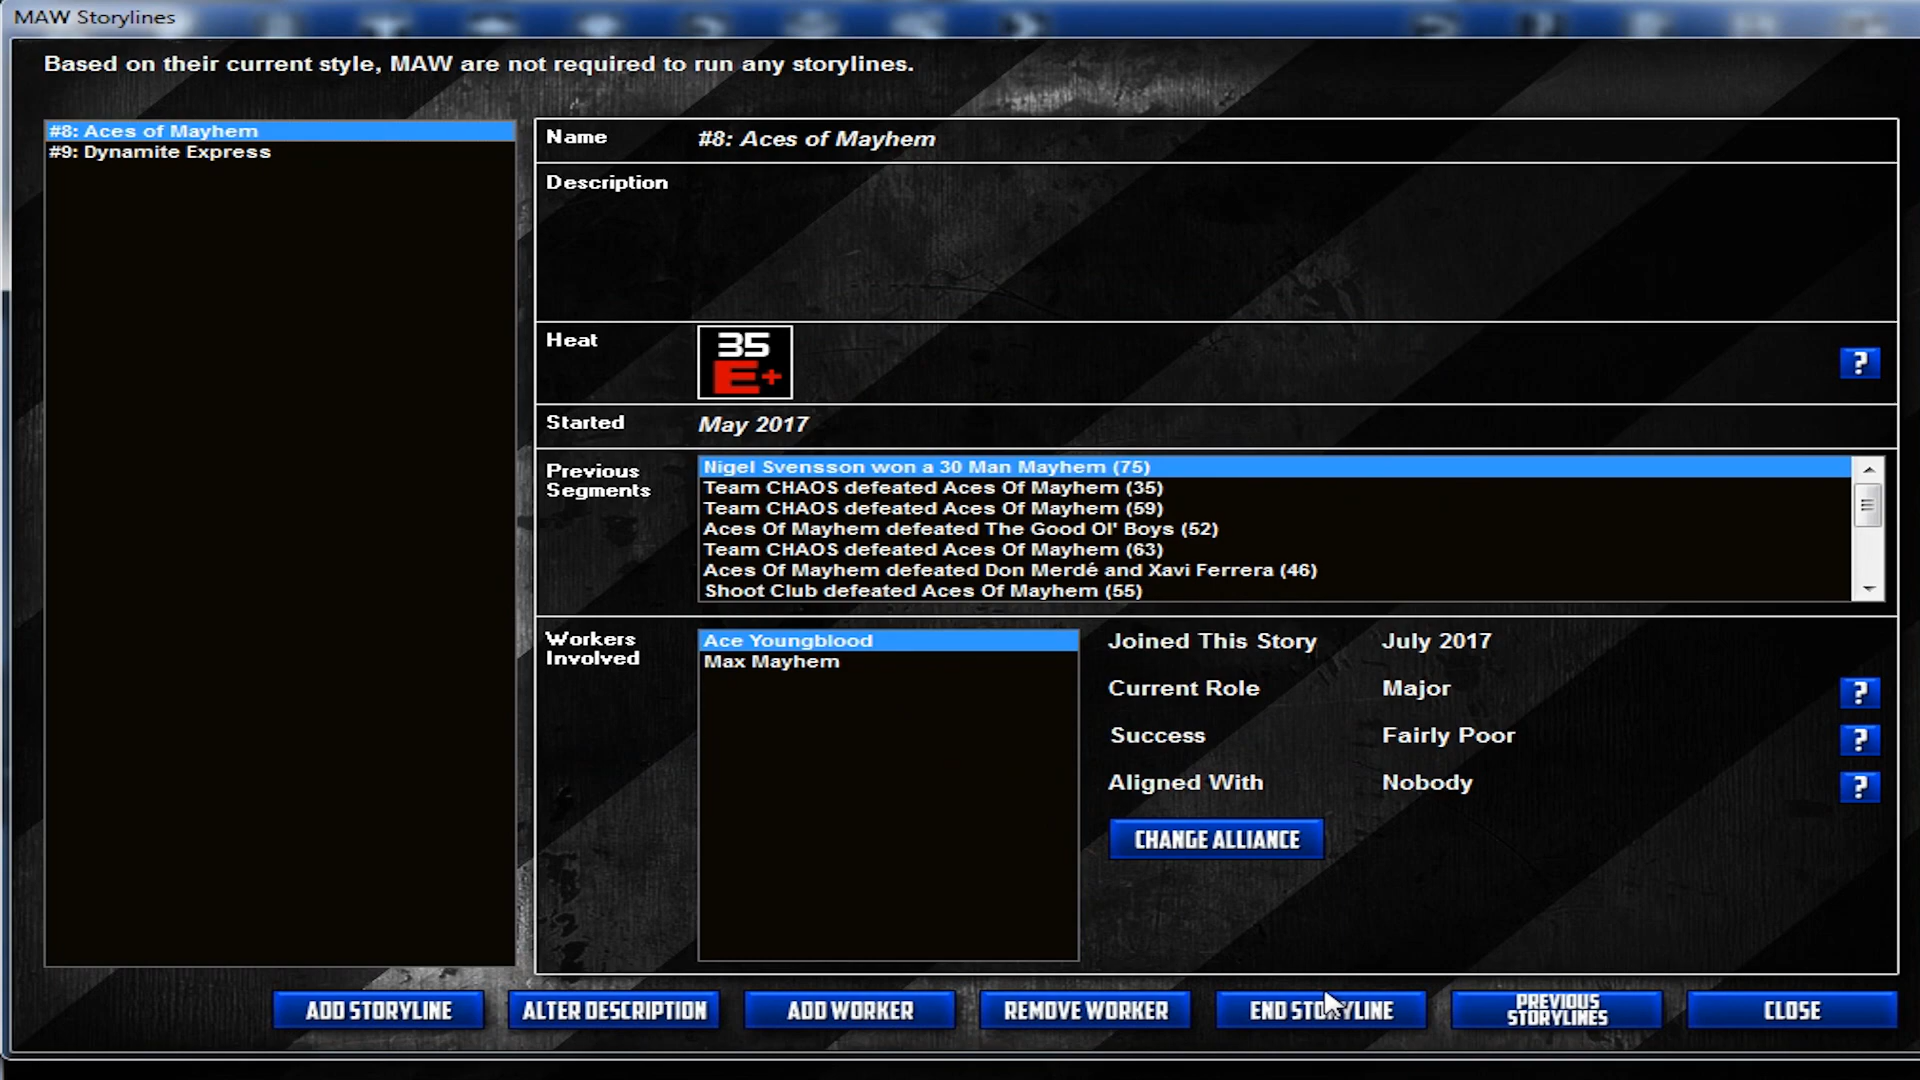 MAW Storylines
Based on their current style, MAW are not required to run any storylines.
#8: Aces of Mayhem
#9: Dynamite Express
Name #8: Aces of Mayhem
Description
Heat 35 E+ ?
Started May 2017
Previous Segments
Nigel Svensson won a 30 Man Mayhem (75)
Team CHAOS defeated Aces Of Mayhem (35)
Team CHAOS defeated Aces Of Mayhem (59)
Aces Of Mayhem defeated The Good Ol' Boys (52)
Team CHAOS defeated Aces Of Mayhem (63)
Aces Of Mayhem defeated Don Merdé and Xavi Ferrera (46)
Shoot Club defeated Aces Of Mayhem (55)
Workers Involved
Ace Youngblood
Max Mayhem
Joined This Story July 2017
Current Role Major ?
Success Fairly Poor ?
Aligned With Nobody ?
CHANGE ALLIANCE
ADD STORYLINE
ALTER DESCRIPTION
ADD WORKER
REMOVE WORKER
END STORYLINE
PREVIOUS STORYLINES
CLOSE